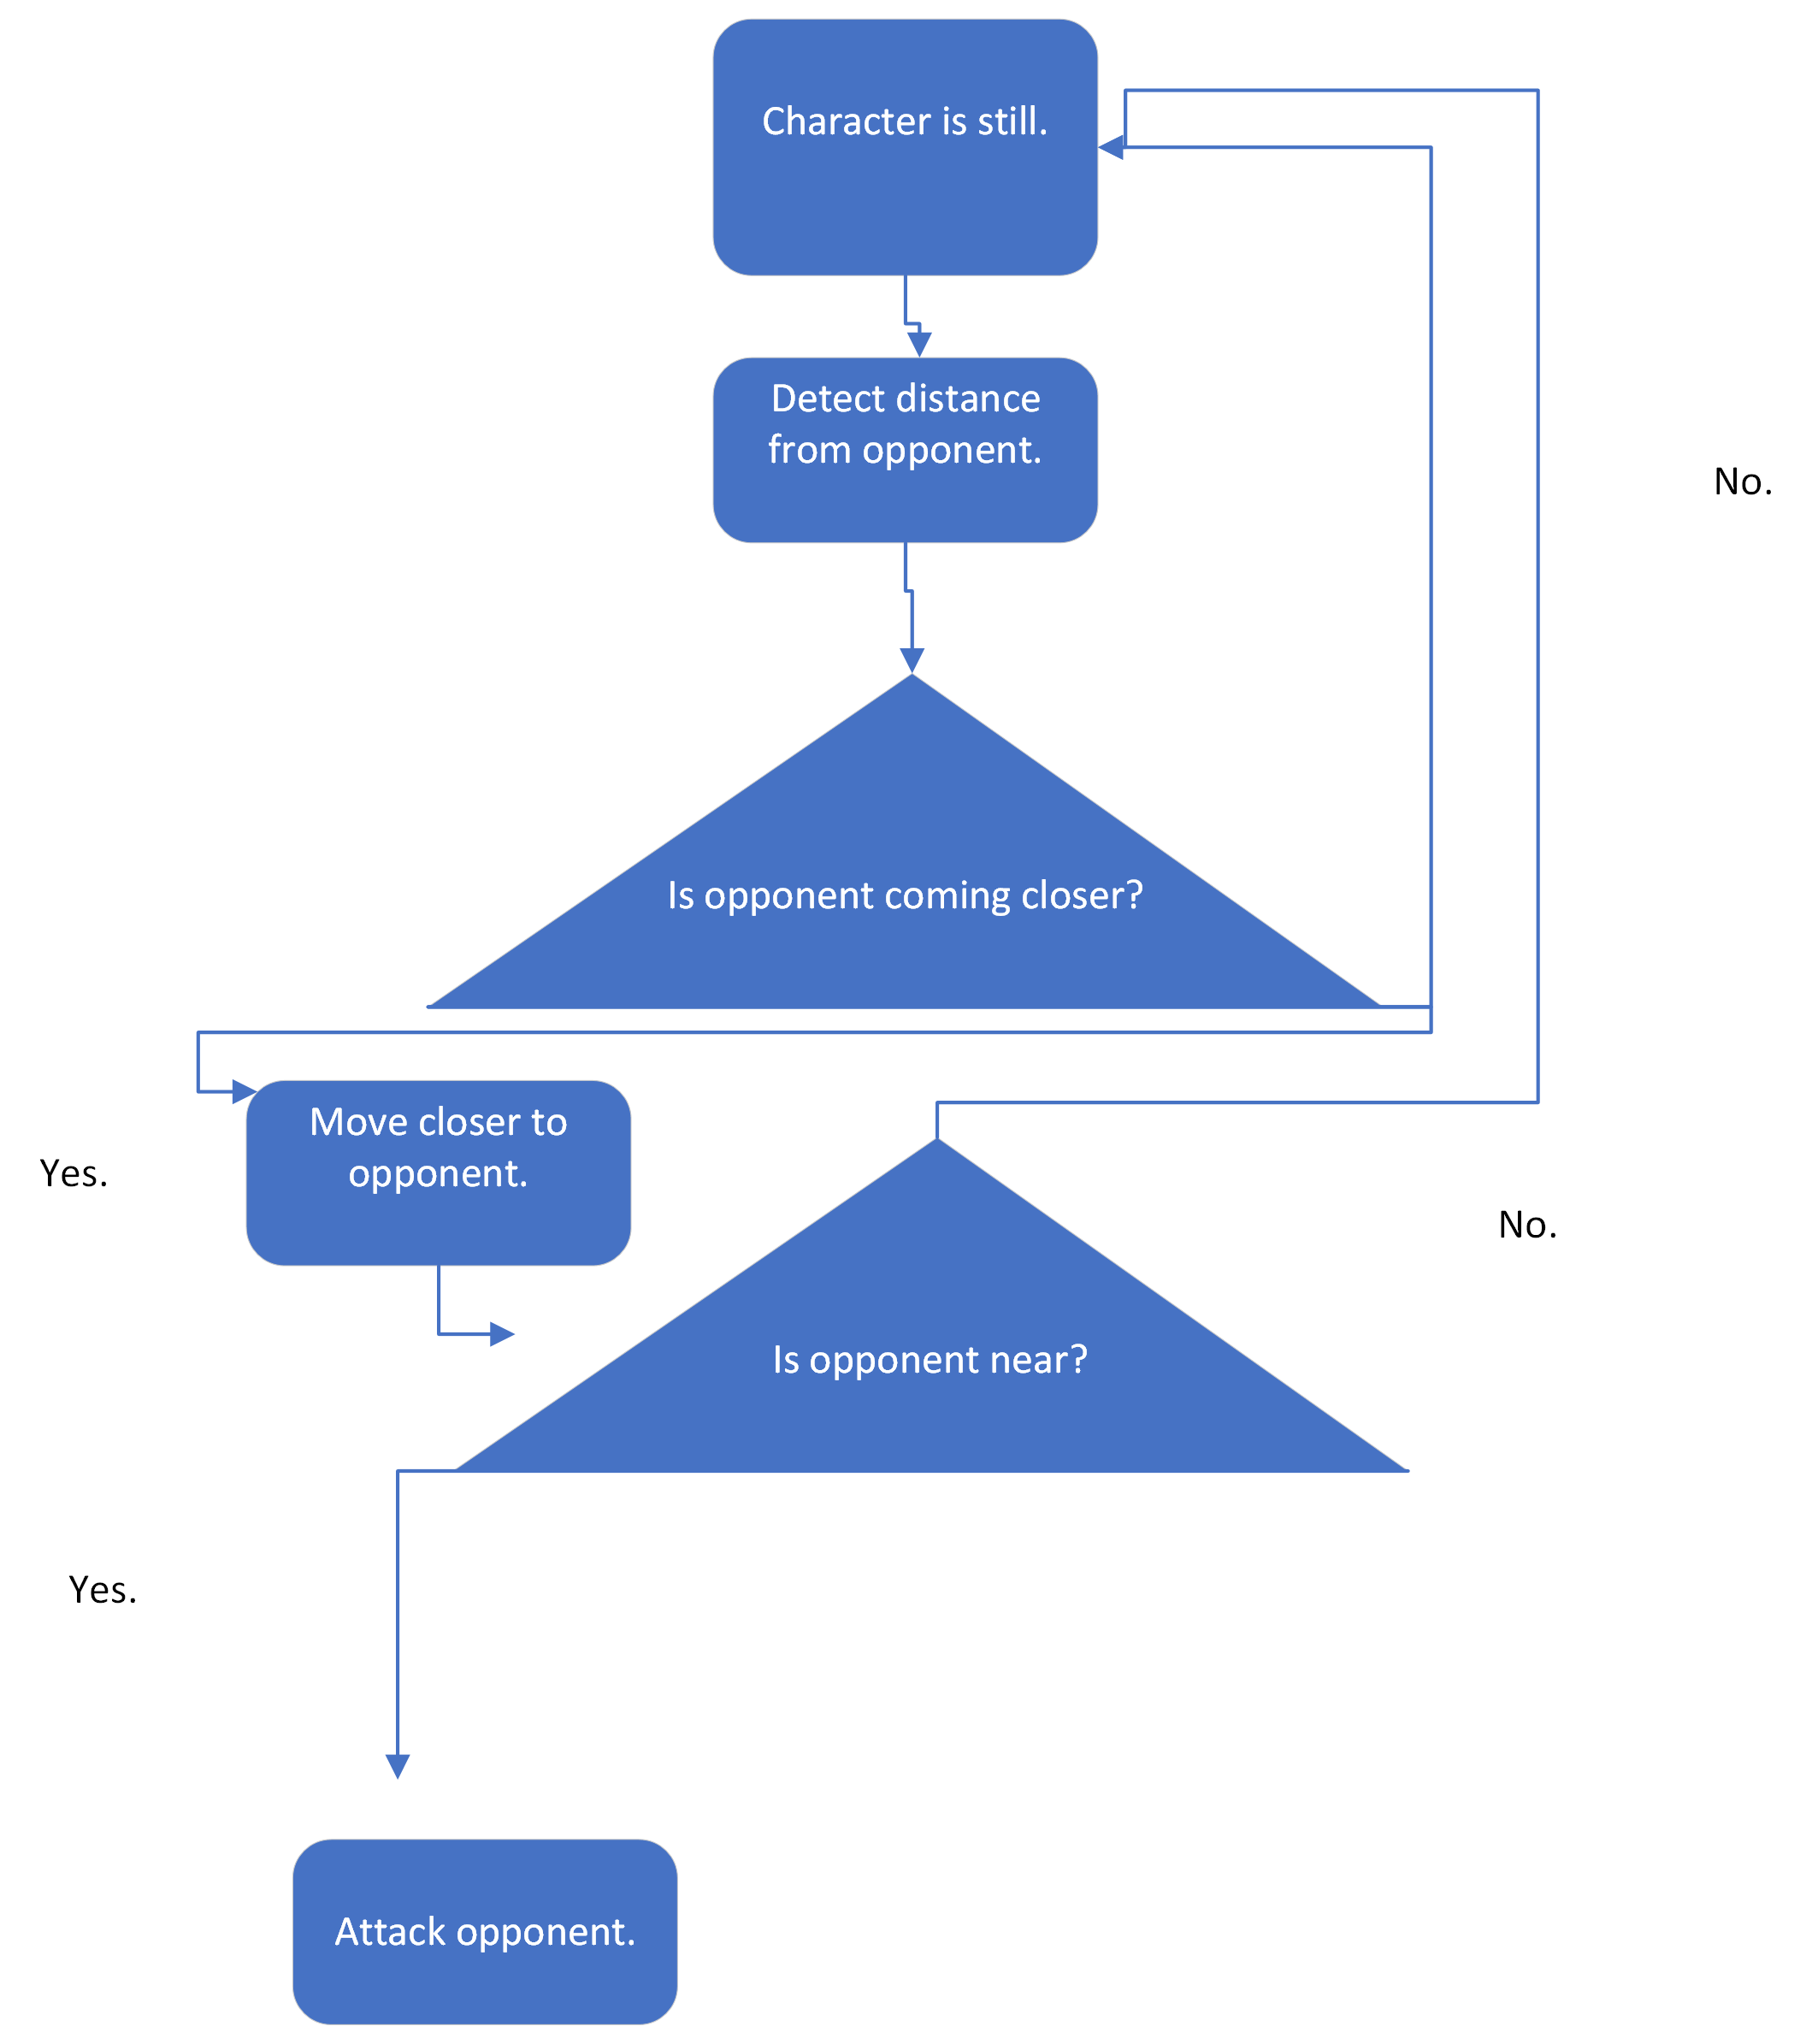 Character is still.
Detect distance
from opponent.
No.
Is opponent coming closer?
Move closer to
opponent.
Yes.
No.
Is opponent near?
Yes.
Attack opponent.